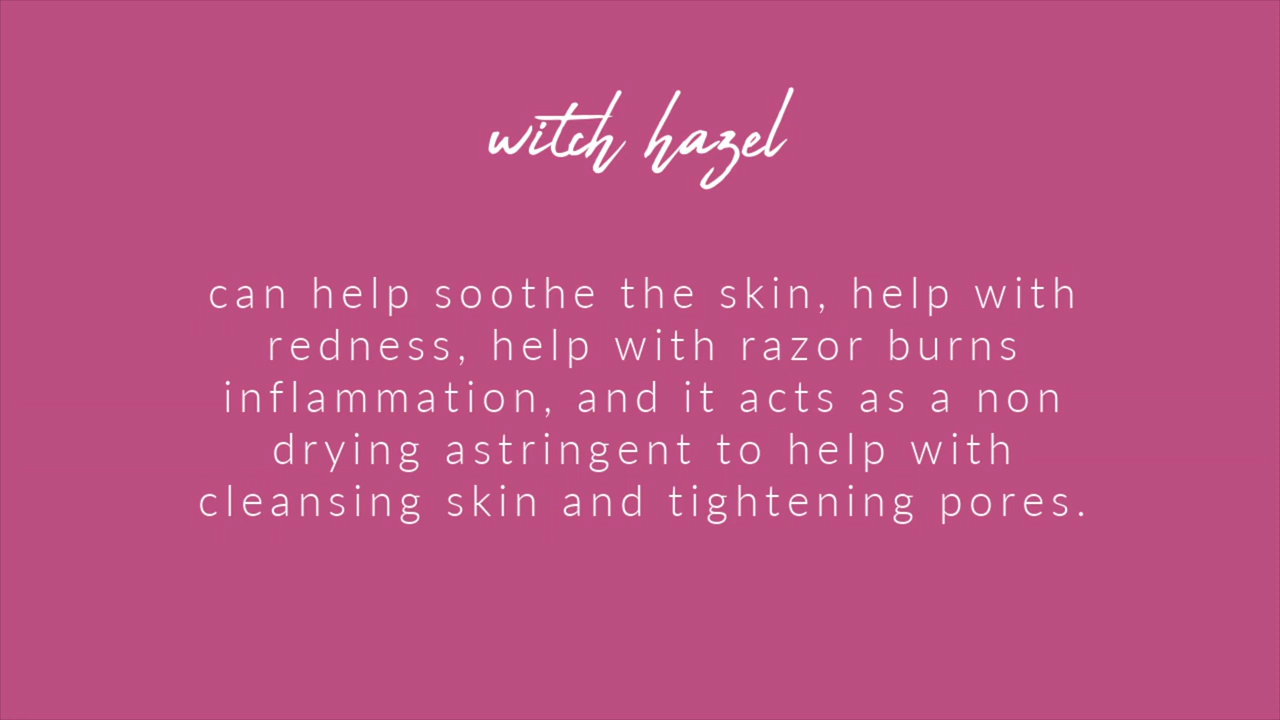 witch hazel
can help soothe the skin, help with
redness, help with razor burns
inflammation, and it acts as a non
drying astringent to help with
cleansing skin and tightening pores.